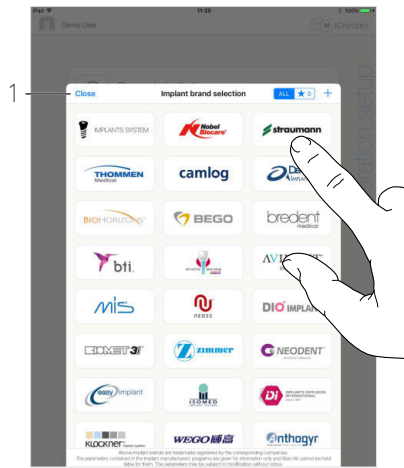 iPad
11:26
100%
Demo User
iChiropro
1
Close
Implant brand selection
ALL
0
+
IMPLANTS SYSTEM
Nobel Biocare
straumann
THOMMEN
Medical
camlog
BIOHORIZONS
BEGO
bredent
medical
bti.
mis
neoss
DIO IMPLANT
BIOMET 3i
zimmer
NEODENT
easy implant
ISOMED
Di
IMPLANTS DIFFUSION
INTERNATIONAL
KLOCKNER
WEGO 威高
anthogyr
Above implant brands are trademarks registered by the corresponding companies.
The parameters contained in the implant manufacturers' programs are given for information only and Bien-Air cannot be held
liable for them. The parameters may be subject to modification without notice.